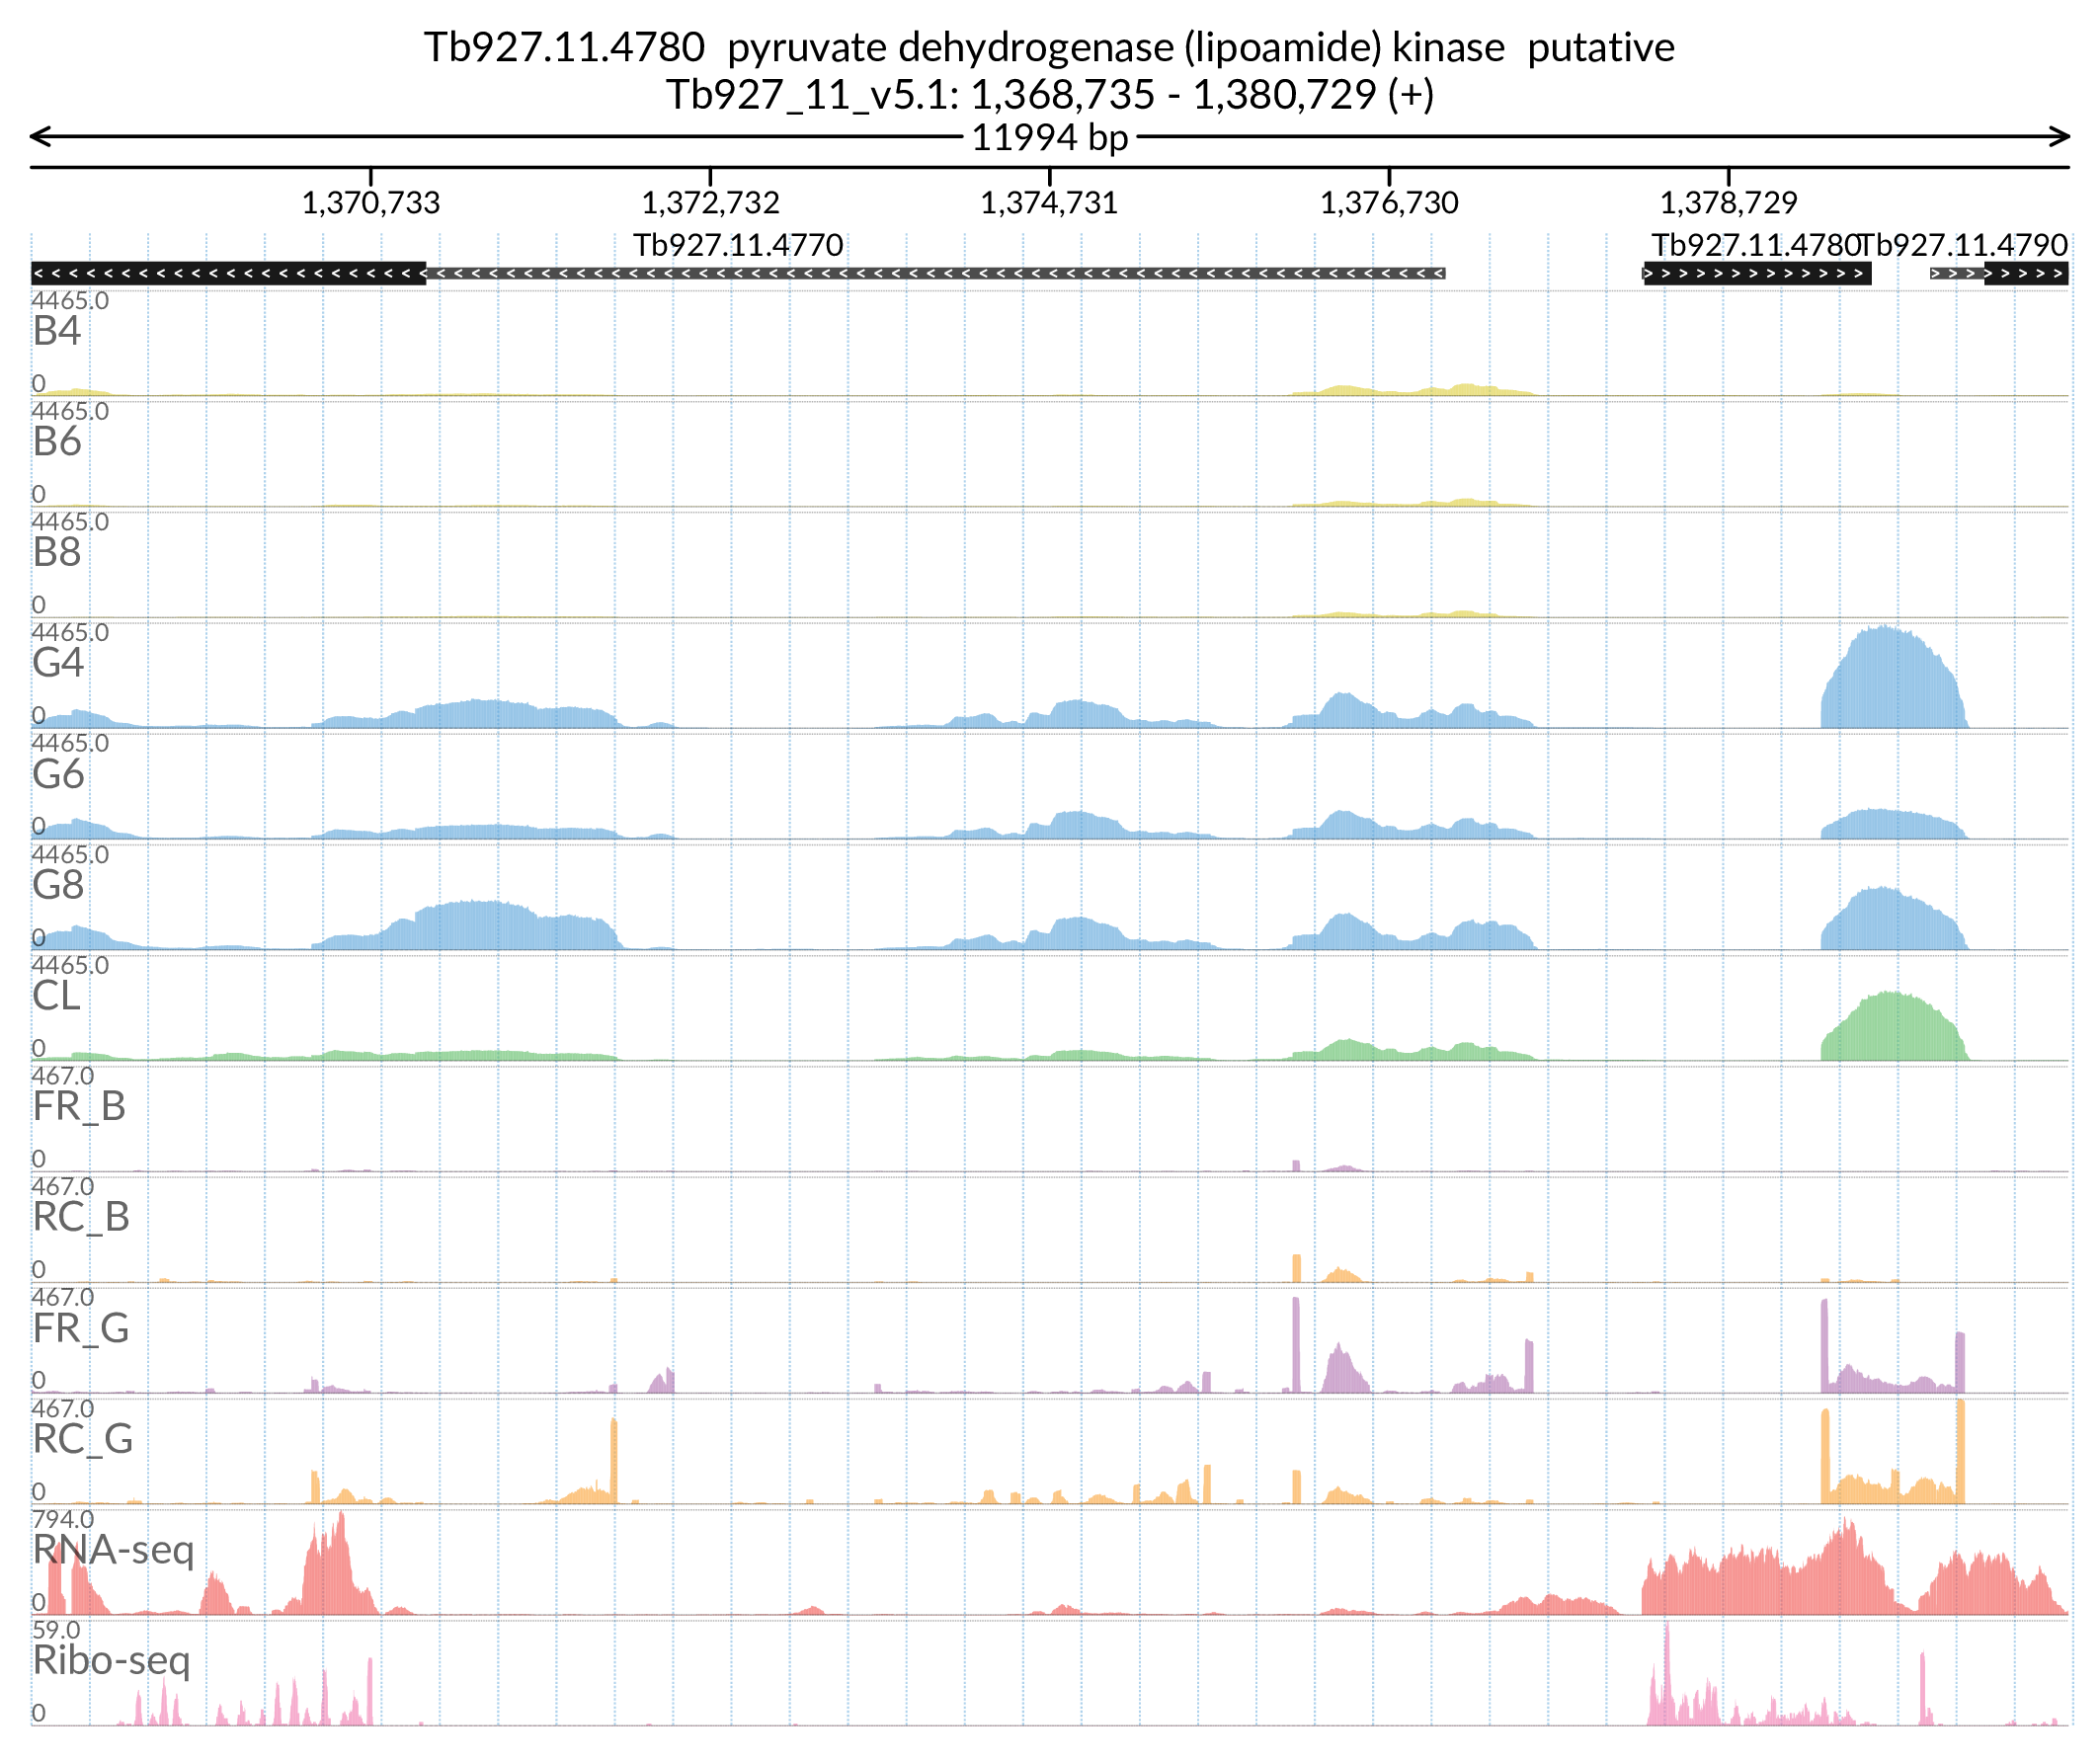 Tb927.11.4780  pyruvate dehydrogenase (lipoamide) kinase  putative
Tb927_11_v5.1: 1,368,735 - 1,380,729 (+)
11994 bp
1,370,733 1,372,732 1,374,731 1,376,730 1,378,729
Tb927.11.4770 Tb927.11.4780 Tb927.11.4790
4465.0
B4
0
4465.0
B6
0
4465.0
B8
0
4465.0
G4
0
4465.0
G6
0
4465.0
G8
0
4465.0
CL
0
467.0
FR_B
0
467.0
RC_B
0
467.0
FR_G
0
467.0
RC_G
0
794.0
RNA-seq
0
59.0
Ribo-seq
0